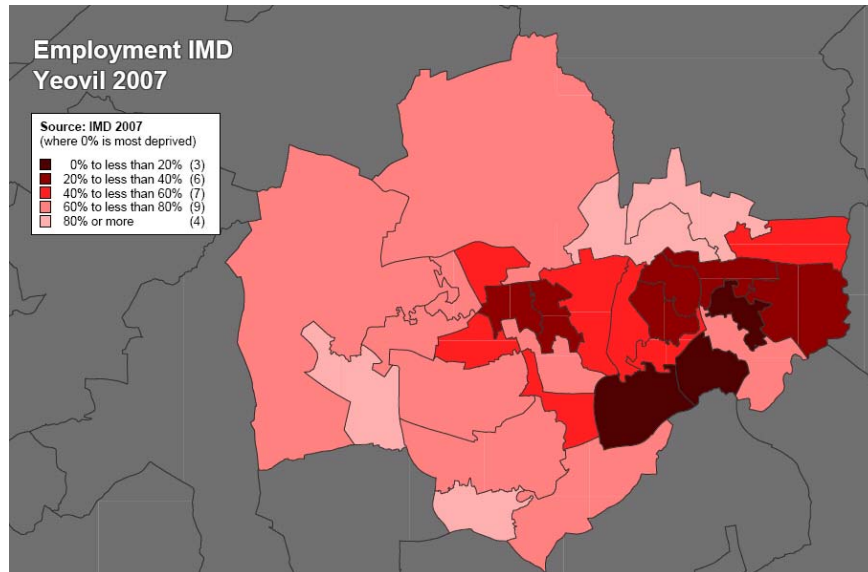 Employment IMD
Yeovil 2007
Source: IMD 2007
(where 0% is most deprived)
0% to less than 20% (3)
20% to less than 40% (6)
40% to less than 60% (7)
60% to less than 80% (9)
80% or more (4)